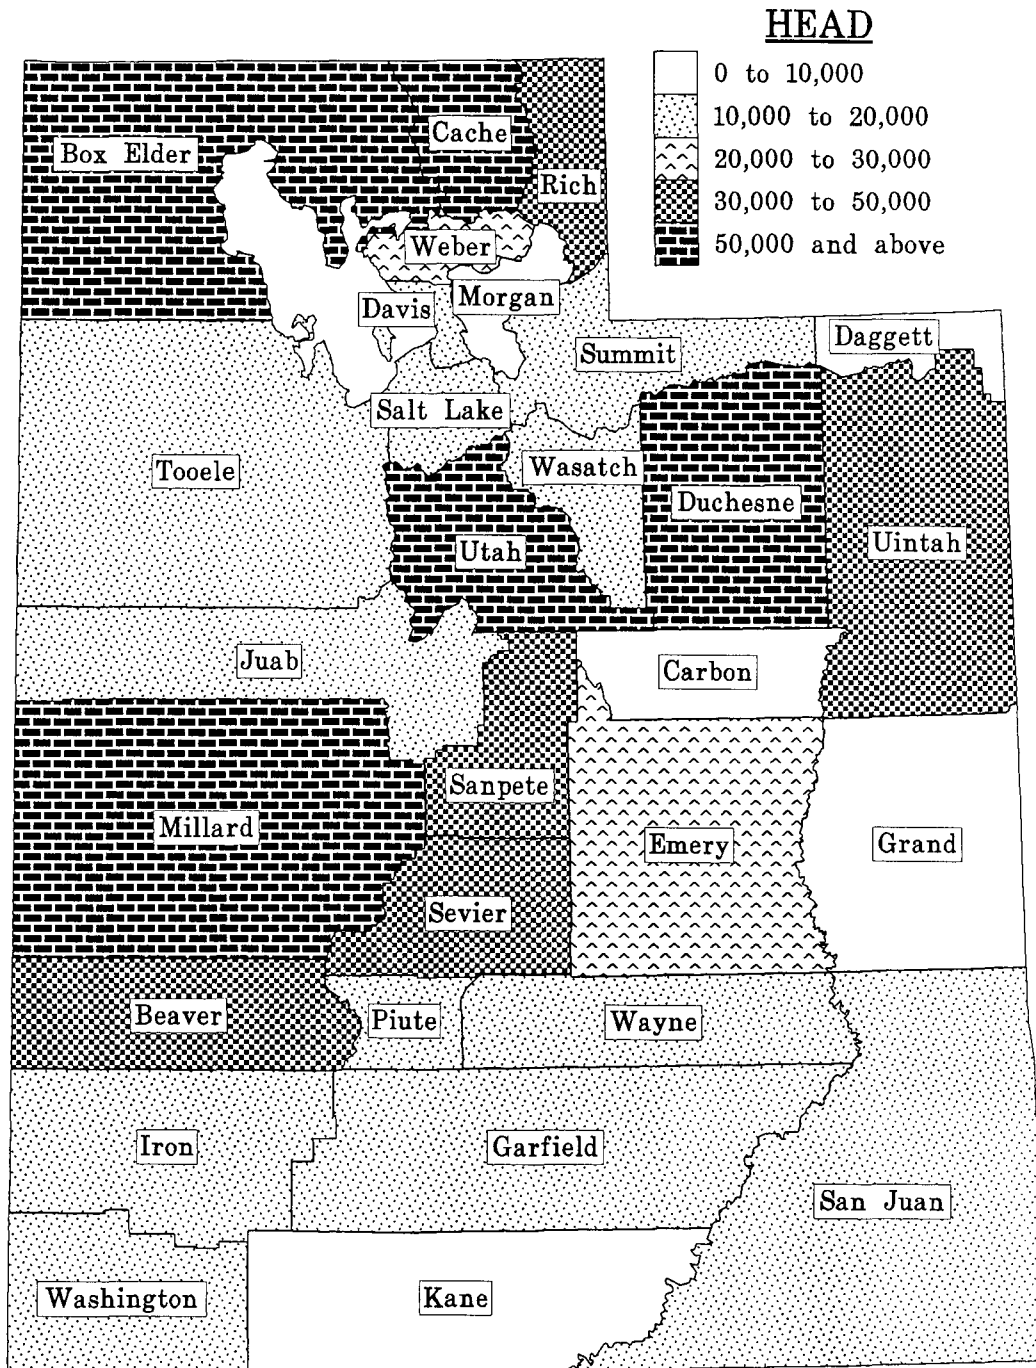 HEAD
0 to 10,000
10,000 to 20,000
20,000 to 30,000
30,000 to 50,000
50,000 and above
Cache
Box Elder
Rich
Weber
Morgan
Davis
Daggett
Summit
Salt Lake
Wasatch
Tooele
Duchesne
Uintah
Utah
Juab
Carbon
Sanpete
Millard
Emery
Grand
Sevier
Beaver
Piute
Wayne
Iron
Garfield
San Juan
Washington
Kane